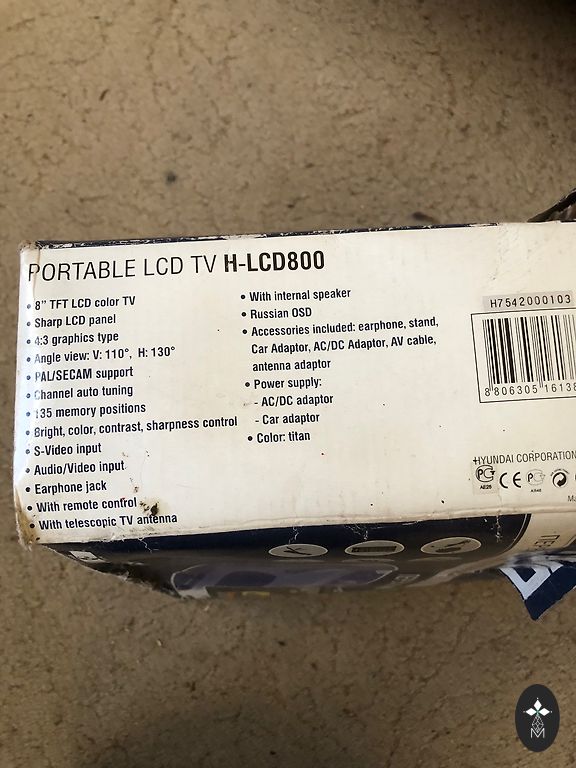 PORTABLE LCD TV H-LCD800
• 8" TFT LCD color TV
• Sharp LCD panel
• 4:3 graphics type
• Angle view: V: 110°, H: 130°
• PAL/SECAM support
• Channel auto tuning
• 135 memory positions
• Bright, color, contrast, sharpness control
• S-Video input
• Audio/Video input
• Earphone jack
• With remote control
• With telescopic TV antenna
• With internal speaker
• Russian OSD
• Accessories included: earphone, stand,
Car Adaptor, AC/DC Adaptor, AV cable,
antenna adaptor
• Power supply:
- AC/DC adaptor
- Car adaptor
• Color: titan
H7542000103
8 806305 16138
HYUNDAI CORPORATION
CE
M